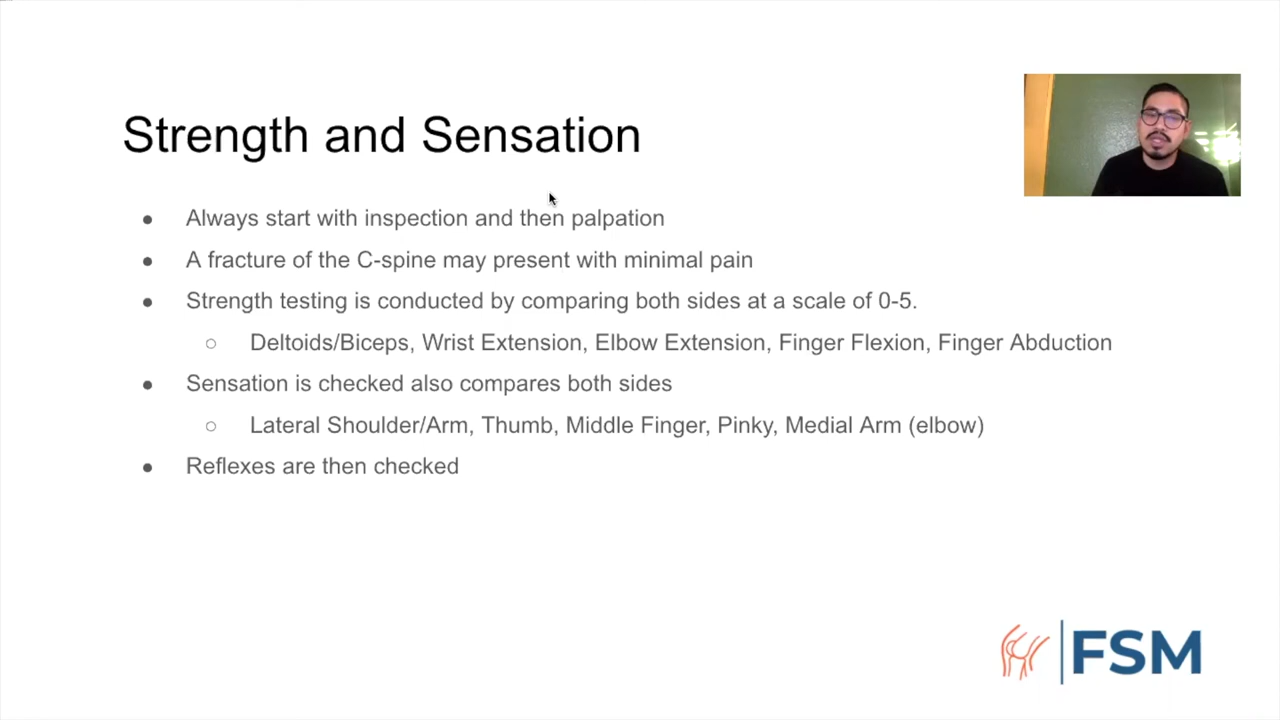 Strength and Sensation
● Always start with inspection and then palpation
● A fracture of the C-spine may present with minimal pain
● Strength testing is conducted by comparing both sides at a scale of 0-5.
○ Deltoids/Biceps, Wrist Extension, Elbow Extension, Finger Flexion, Finger Abduction
● Sensation is checked also compares both sides
○ Lateral Shoulder/Arm, Thumb, Middle Finger, Pinky, Medial Arm (elbow)
● Reflexes are then checked
FSM